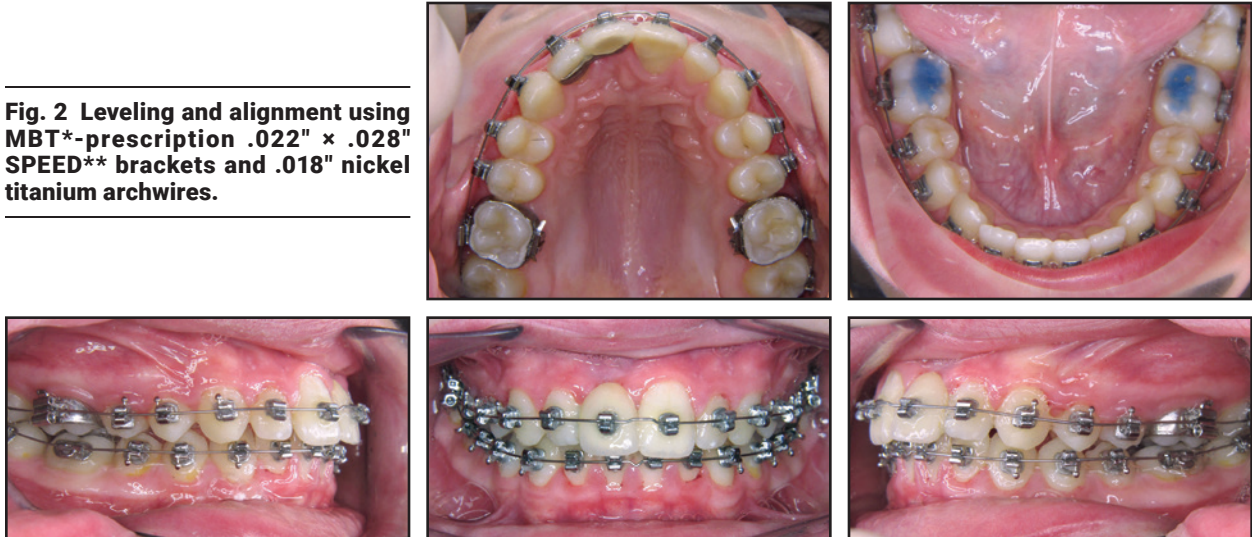 Fig. 2 Leveling and alignment using
MBT*-prescription .022" × .028"
SPEED** brackets and .018" nickel
titanium archwires.